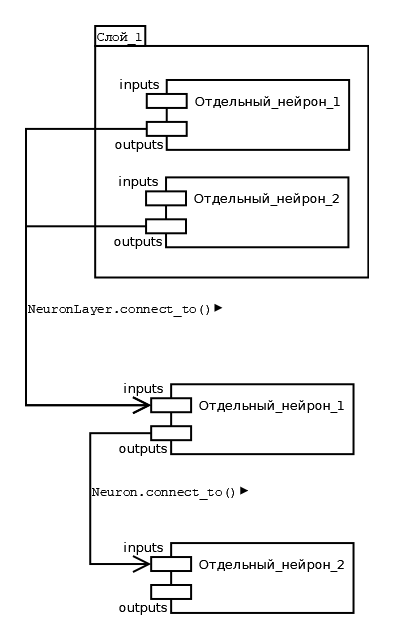 Слой_1
inputs
Отдельный_нейрон_1
outputs
inputs
Отдельный_нейрон_2
outputs
NeuronLayer.connect_to()
inputs
Отдельный_нейрон_1
outputs
Neuron.connect_to()
inputs
Отдельный_нейрон_2
outputs